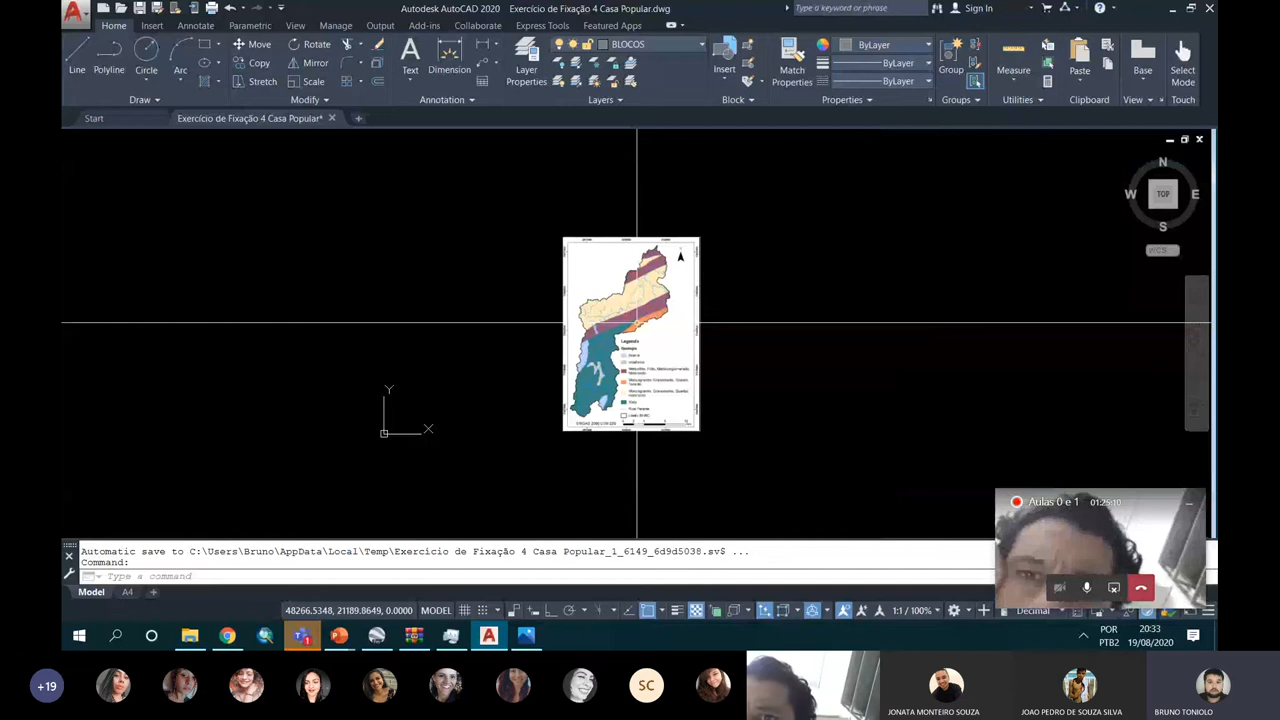 Autodesk AutoCAD 2020 Exercício de Fixação 4 Casa Popular.dwg
Type a keyword or phrase
Sign In
Home Insert Annotate Parametric View Manage Output Add-ins Collaborate Express Tools Featured Apps
Line Polyline Circle Arc
Move Rotate
Copy Mirror
Stretch Scale
Text Dimension
Layer Properties
BLOCOS
Insert
Match Properties
ByLayer
ByLayer
ByLayer
Group
Measure
Paste
Base
Select Mode
Draw Modify Annotation Layers Block Properties Groups Utilities Clipboard View Touch
Start Exercício de Fixação 4 Casa Popular*
N
W TOP E
S
WCS
Legenda
Y
X
Aulas 0 e 1 01:25:10
Automatic save to C:\Users\Bruno\AppData\Local\Temp\Exercício de Fixação 4 Casa Popular_1_6149_6d9d5038.sv$ ...
Command:
Type a command
Model A4
48266.5348, 21189.8649, 0.0000 MODEL 1:1 / 100% Decimal
POR
PTB2
20:33
19/08/2020
+19
SC
JONATA MONTEIRO SOUZA
JOAO PEDRO DE SOUZA SILVA
BRUNO TONIOLO